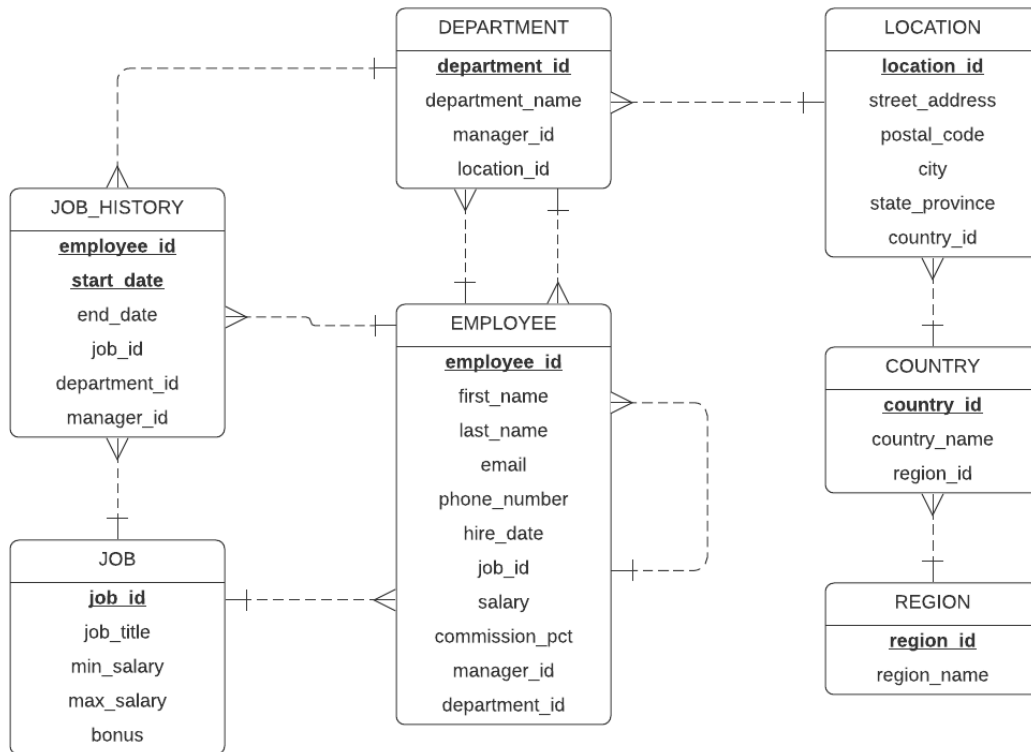 DEPARTMENT
department_id
department_name
manager_id
location_id
LOCATION
location_id
street_address
postal_code
city
state_province
country_id
JOB_HISTORY
employee_id
start_date
end_date
job_id
department_id
manager_id
EMPLOYEE
employee_id
first_name
last_name
email
phone_number
hire_date
job_id
salary
commission_pct
manager_id
department_id
COUNTRY
country_id
country_name
region_id
JOB
job_id
job_title
min_salary
max_salary
bonus
REGION
region_id
region_name